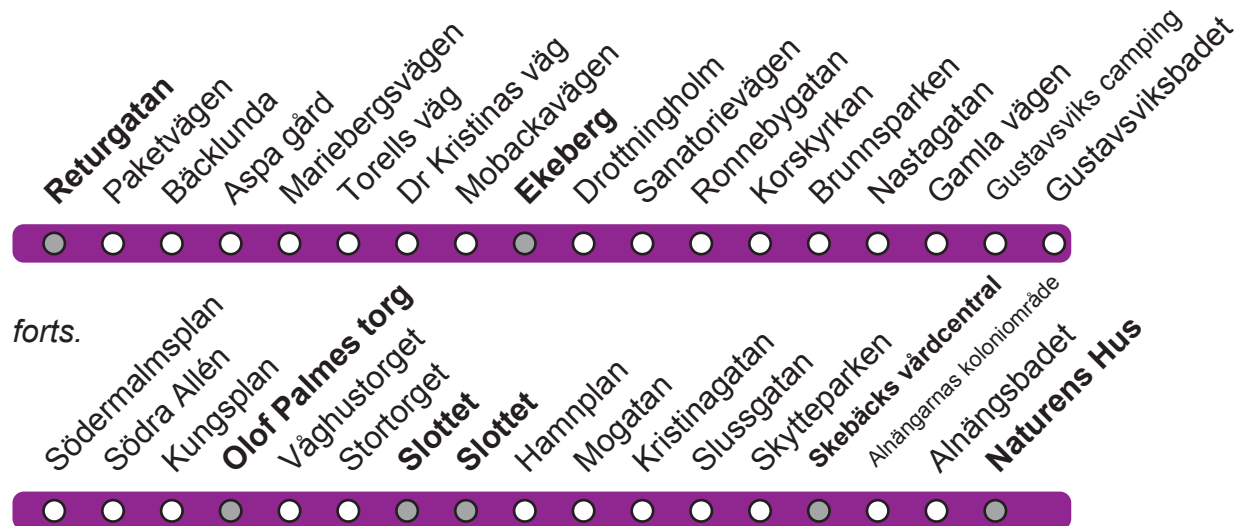 Returgatan
Paketvägen
Bäcklunda
Aspa gård
Mariebergsvägen
Torells väg
Dr Kristinas väg
Mobackavägen
Ekeberg
Drottningholm
Sanatorievägen
Ronnebygatan
Korskyrkan
Brunnsparken
Nastagatan
Gamla vägen
Gustavsviks camping
Gustavsviksbadet
forts.
Södermalmsplan
Södra Allén
Kungsplan
Olof Palmes torg
Våghustorget
Stortorget
Slottet
Slottet
Hamnplan
Mogatan
Kristinagatan
Slussgatan
Skytteparken
Skebäcks vårdcentral
Alnängarnas koloniområde
Alnängsbadet
Naturens Hus